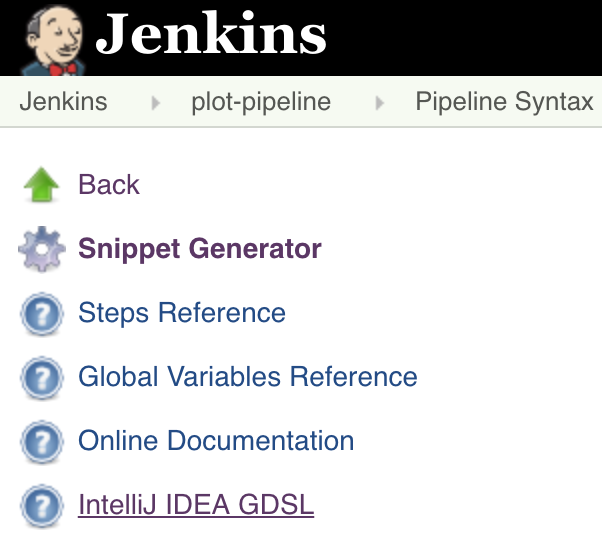 Jenkins
Jenkins plot-pipeline Pipeline Syntax
Back
Snippet Generator
Steps Reference
Global Variables Reference
Online Documentation
IntelliJ IDEA GDSL